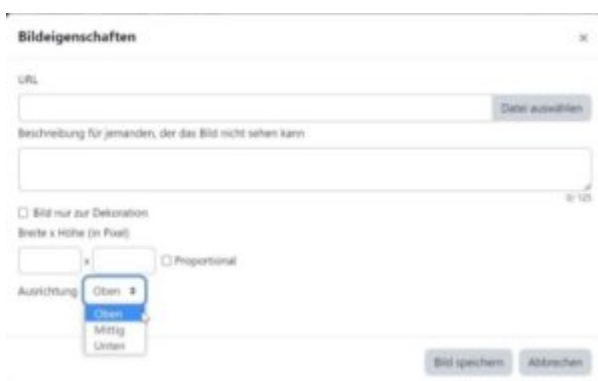 Bildeigenschaften ×
URL
Datei auswählen
Beschreibung für jemanden, der das Bild nicht sehen kann
0/125
Bild nur zur Dekoration
Breite x Höhe (in Pixel)
x Proportional
Ausrichtung Oben
Oben
Mittig
Unten
Bild speichern Abbrechen